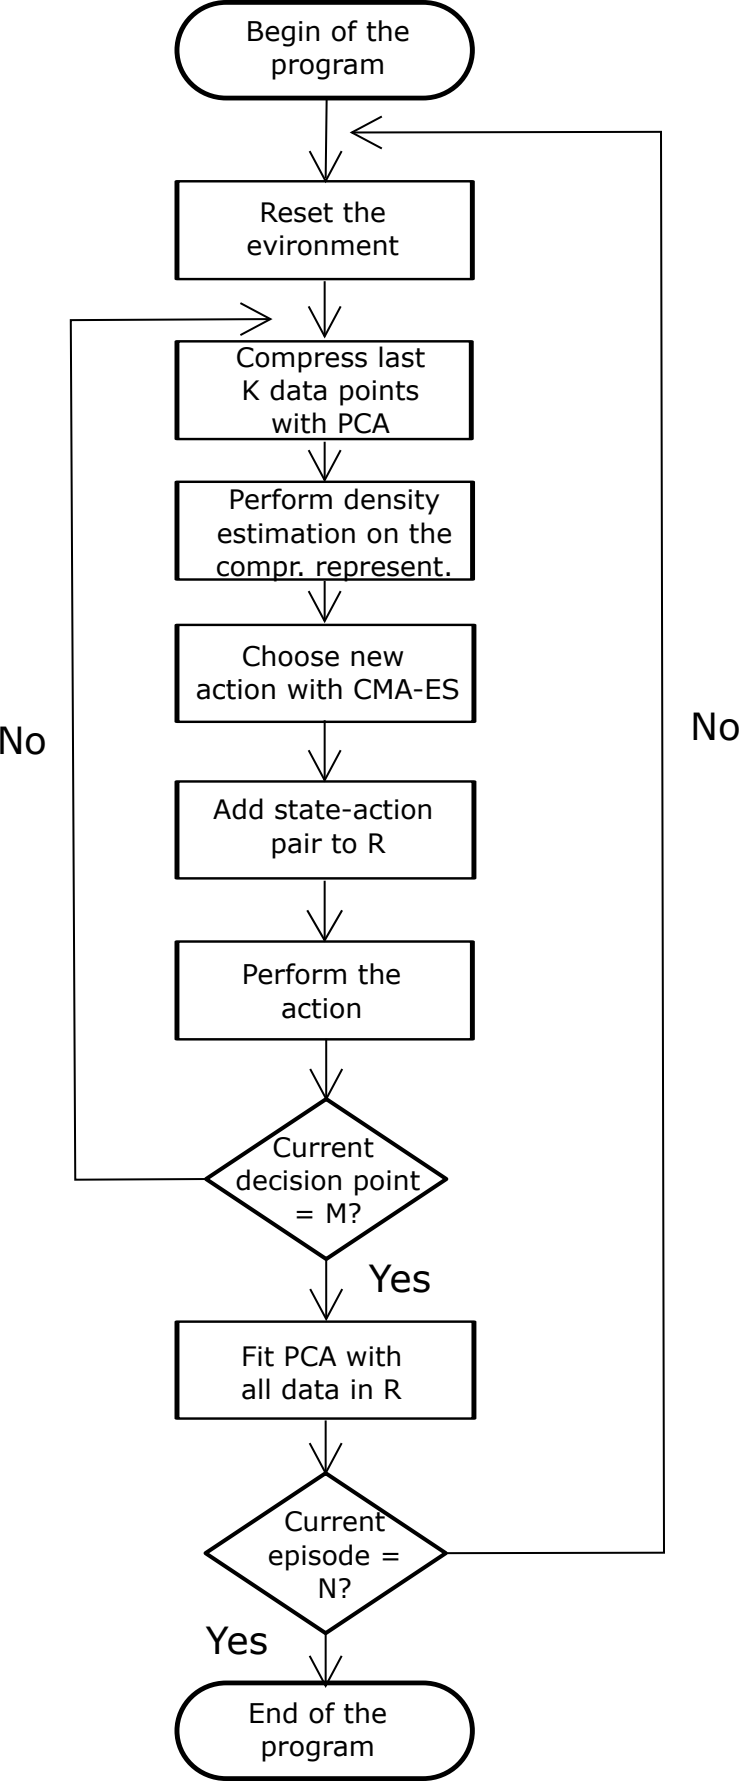 Begin of the
program
Reset the
evironment
Compress last
K data points
with PCA
Perform density
estimation on the
compr. represent.
Choose new
action with CMA-ES
No
No
Add state-action
pair to R
Perform the
action
Current
decision point
= M?
Yes
Fit PCA with
all data in R
Current
episode =
N?
Yes
End of the
program